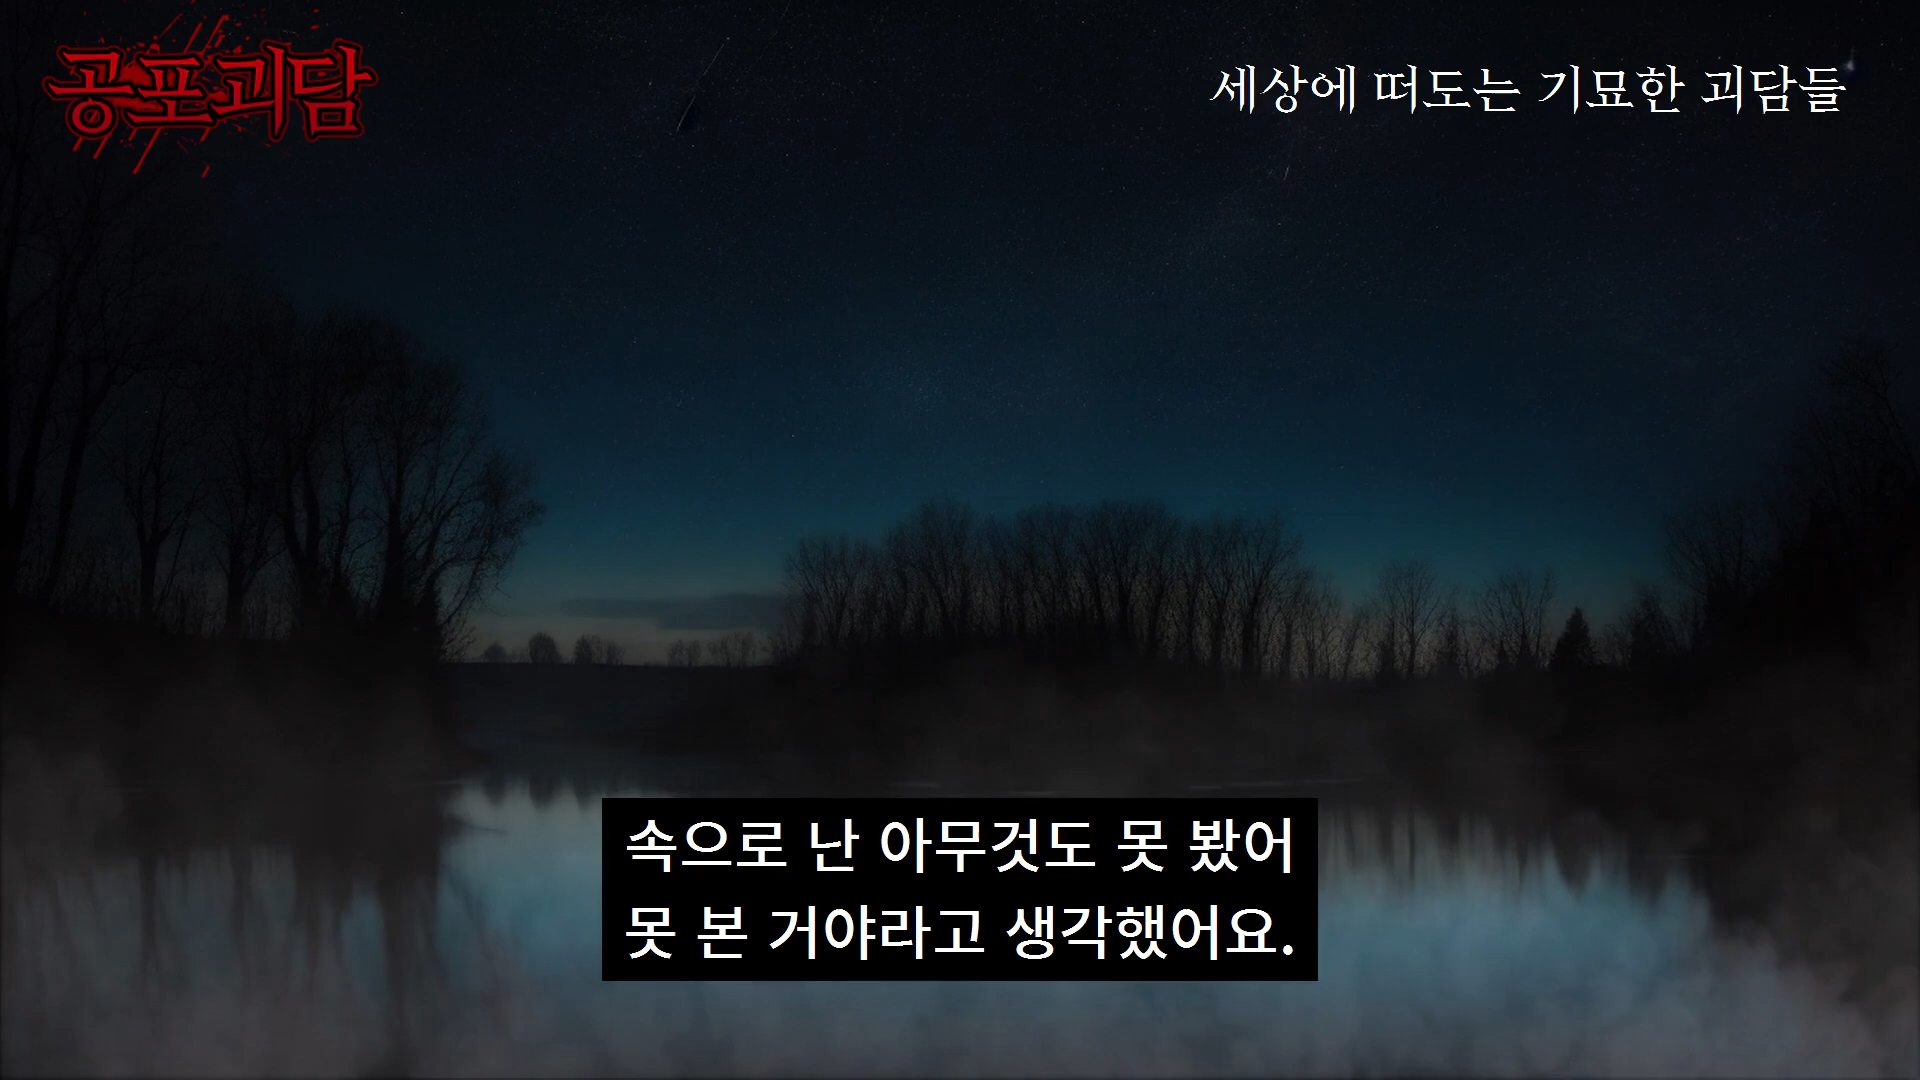 공포괴담
세상에 떠도는 기묘한 괴담들
속으로 난 아무것도 못 봤어
못 본 거야라고 생각했어요.